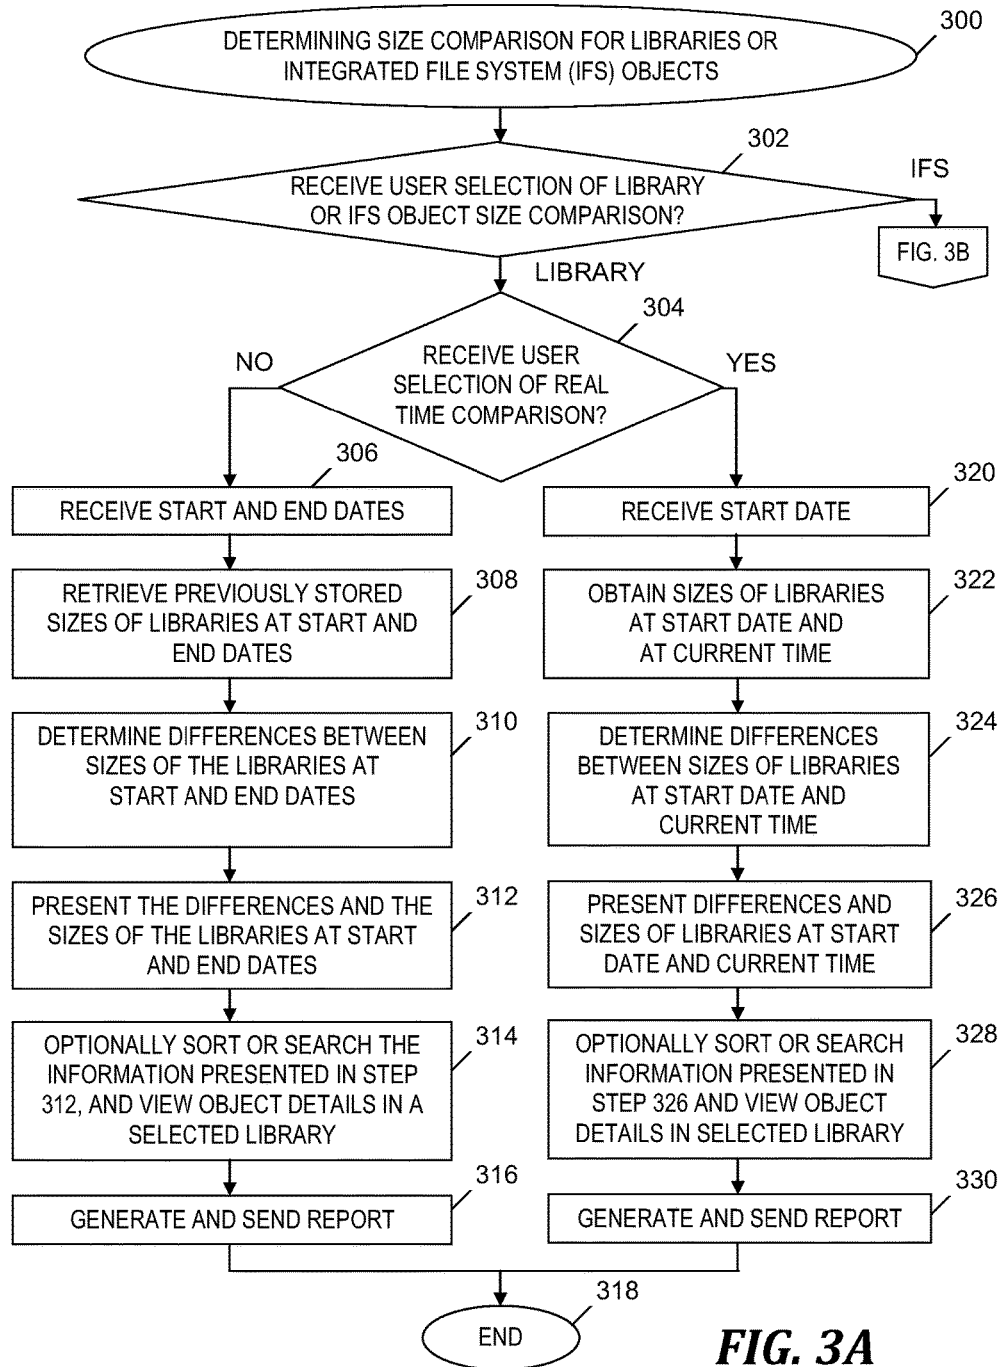 300
DETERMINING SIZE COMPARISON FOR LIBRARIES OR
INTEGRATED FILE SYSTEM (IFS) OBJECTS
302
RECEIVE USER SELECTION OF LIBRARY
OR IFS OBJECT SIZE COMPARISON?
IFS
FIG. 3B
LIBRARY
304
RECEIVE USER
SELECTION OF REAL
TIME COMPARISON?
NO
YES
306
RECEIVE START AND END DATES
308
RETRIEVE PREVIOUSLY STORED
SIZES OF LIBRARIES AT START AND
END DATES
310
DETERMINE DIFFERENCES BETWEEN
SIZES OF THE LIBRARIES AT
START AND END DATES
312
PRESENT THE DIFFERENCES AND THE
SIZES OF THE LIBRARIES AT START
AND END DATES
314
OPTIONALLY SORT OR SEARCH THE
INFORMATION PRESENTED IN STEP
312, AND VIEW OBJECT DETAILS IN A
SELECTED LIBRARY
316
GENERATE AND SEND REPORT
320
RECEIVE START DATE
322
OBTAIN SIZES OF LIBRARIES
AT START DATE AND
AT CURRENT TIME
324
DETERMINE DIFFERENCES
BETWEEN SIZES OF LIBRARIES
AT START DATE AND
CURRENT TIME
326
PRESENT DIFFERENCES AND
SIZES OF LIBRARIES AT START
DATE AND CURRENT TIME
328
OPTIONALLY SORT OR SEARCH
INFORMATION PRESENTED IN
STEP 326 AND VIEW OBJECT
DETAILS IN SELECTED LIBRARY
330
GENERATE AND SEND REPORT
318
END
FIG. 3A